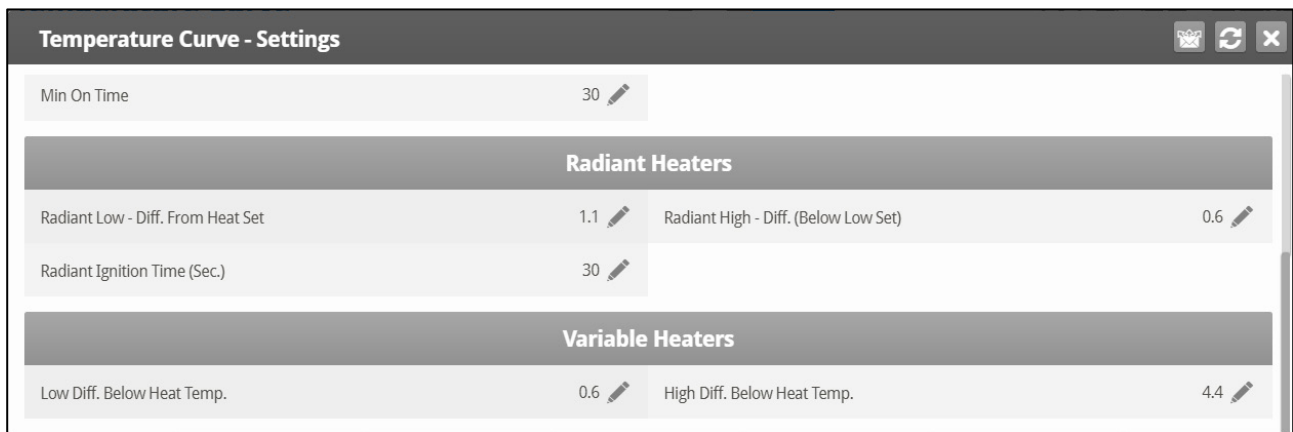 Temperature Curve - Settings
Min On Time 30
Radiant Heaters
Radiant Low - Diff. From Heat Set 1.1 Radiant High - Diff. (Below Low Set) 0.6
Radiant Ignition Time (Sec.) 30
Variable Heaters
Low Diff. Below Heat Temp. 0.6 High Diff. Below Heat Temp. 4.4